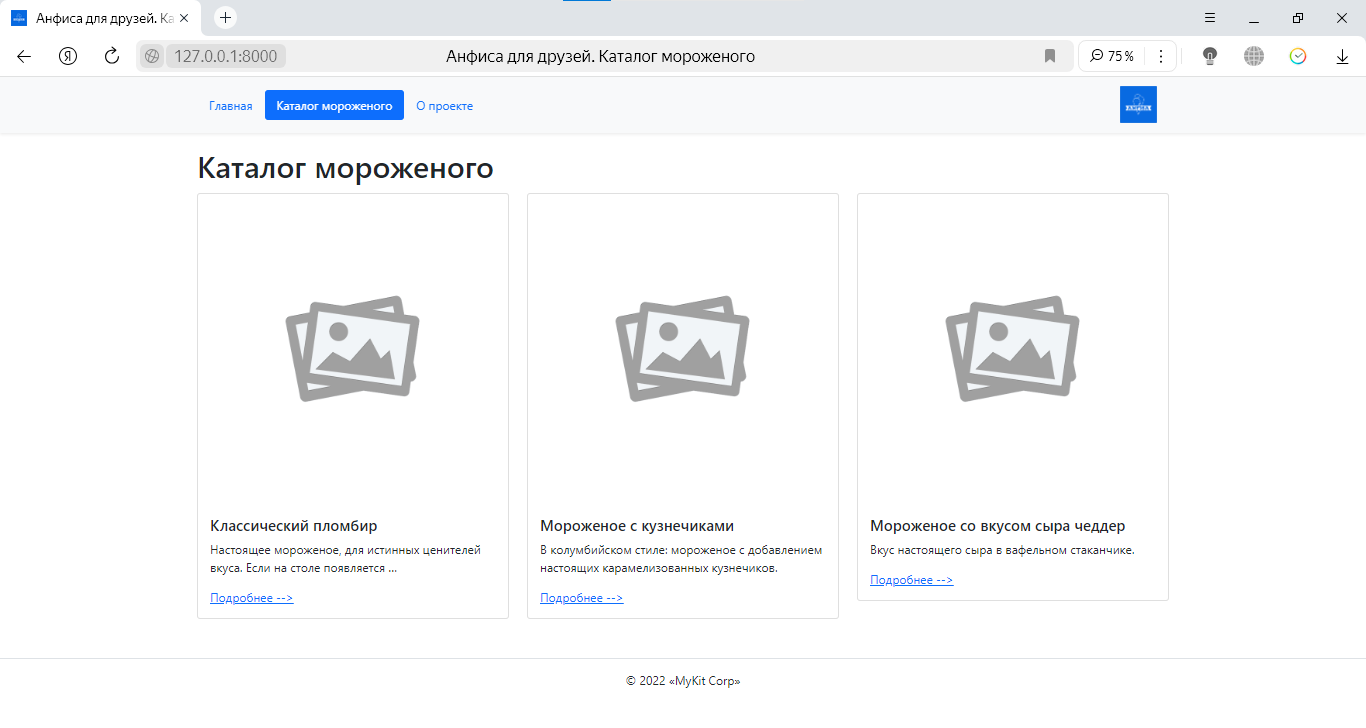 Анфиса для друзей. Ка
127.0.0.1:8000
Анфиса для друзей. Каталог мороженого
75%
Главная
Каталог мороженого
О проекте
АНФИСА
Каталог мороженого
Классический пломбир
Настоящее мороженое, для истинных ценителей
вкуса. Если на столе появляется ...
Подробнее -->
Мороженое с кузнечиками
В колумбийском стиле: мороженое с добавлением
настоящих карамелизованных кузнечиков.
Подробнее -->
Мороженое со вкусом сыра чеддер
Вкус настоящего сыра в вафельном стаканчике.
Подробнее -->
© 2022 «MyKit Corp»